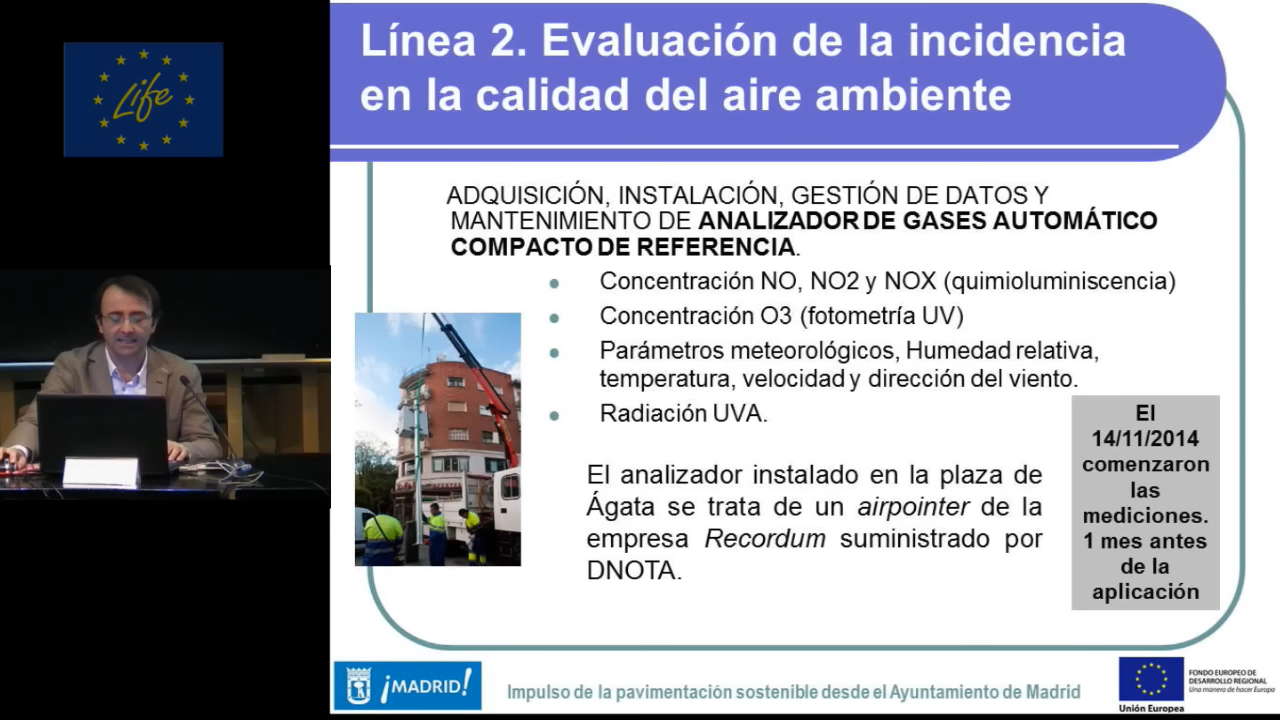 Life
Línea 2. Evaluación de la incidencia
en la calidad del aire ambiente
ADQUISICIÓN, INSTALACIÓN, GESTIÓN DE DATOS Y
MANTENIMIENTO DE ANALIZADOR DE GASES AUTOMÁTICO
COMPACTO DE REFERENCIA.
Concentración NO, NO2 y NOX (quimioluminiscencia)
Concentración O3 (fotometría UV)
Parámetros meteorológicos, Humedad relativa,
temperatura, velocidad y dirección del viento.
Radiación UVA.
El analizador instalado en la plaza de
Ágata se trata de un airpointer de la
empresa Recordum suministrado por
DNOTA.
El
14/11/2014
comenzaron
las
mediciones.
1 mes antes
de la
aplicación
¡MADRID!
Impulso de la pavimentación sostenible desde el Ayuntamiento de Madrid
Unión Europea
FONDO EUROPEO DE
DESARROLLO REGIONAL
Una manera de hacer Europa